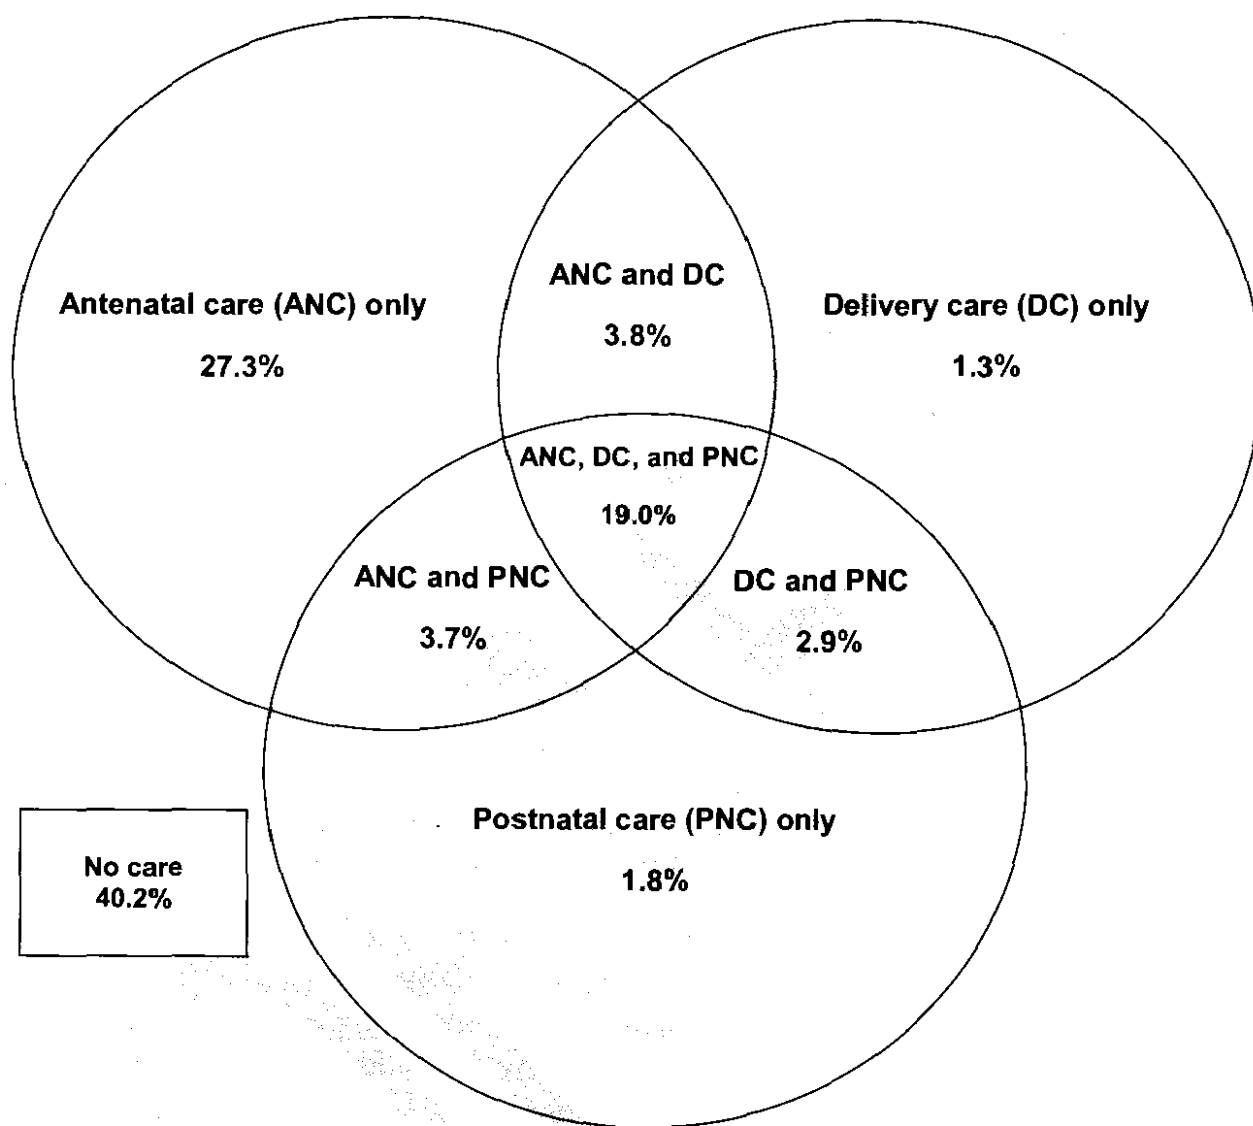 ANC and DC
3.8%
Antenatal care (ANC) only
27.3%
Delivery care (DC) only
1.3%
ANC, DC, and PNC
19.0%
ANC and PNC
3.7%
DC and PNC
2.9%
Postnatal care (PNC) only
1.8%
No care
40.2%